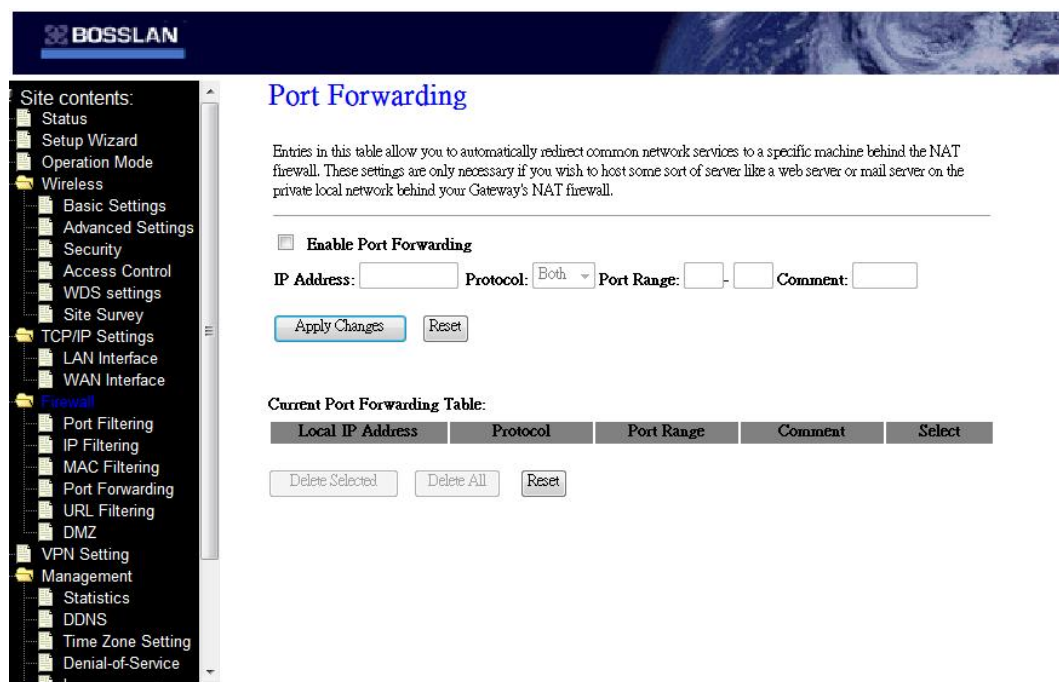 BOSSLAN
Site contents:
Status
Setup Wizard
Operation Mode
Wireless
Basic Settings
Advanced Settings
Security
Access Control
WDS settings
Site Survey
TCP/IP Settings
LAN Interface
WAN Interface
Firewall
Port Filtering
IP Filtering
MAC Filtering
Port Forwarding
URL Filtering
DMZ
VPN Setting
Management
Statistics
DDNS
Time Zone Setting
Denial-of-Service
Port Forwarding
Entries in this table allow you to automatically redirect common network services to a specific machine behind the NAT
firewall. These settings are only necessary if you wish to host some sort of server like a web server or mail server on the
private local network behind your Gateway's NAT firewall.
Enable Port Forwarding
IP Address: Protocol: Both Port Range: - Comment:
Apply Changes Reset
Current Port Forwarding Table:
Local IP Address Protocol Port Range Comment Select
Delete Selected Delete All Reset